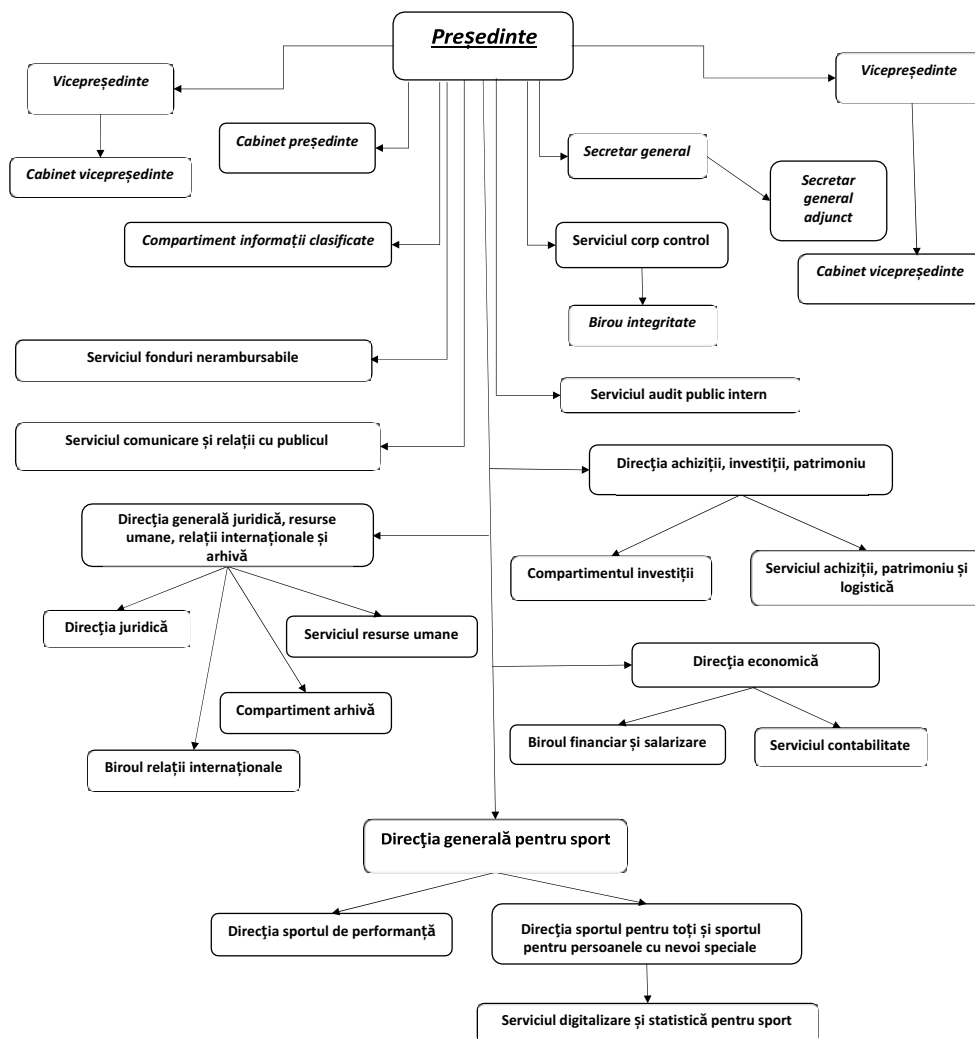 Președinte
Vicepreședinte
Vicepreședinte
Cabinet președinte
Secretar general
Cabinet vicepreședinte
Secretar
general
adjunct
Compartiment informații clasificate
Serviciul corp control
Cabinet vicepreședinte
Birou integritate
Serviciul fonduri nerambursabile
Serviciul audit public intern
Serviciul comunicare și relații cu publicul
Direcția achiziții, investiții, patrimoniu
Direcția generală juridică, resurse
umane, relații internaționale și
arhivă
Compartimentul investiții
Serviciul achiziții, patrimoniu și
logistică
Direcția juridică
Serviciul resurse umane
Direcția economică
Compartiment arhivă
Biroul financiar și salarizare
Serviciul contabilitate
Biroul relații internaționale
Direcția generală pentru sport
Direcția sportul de performanță
Direcția sportul pentru toți și sportul
pentru persoanele cu nevoi speciale
Serviciul digitalizare și statistică pentru sport